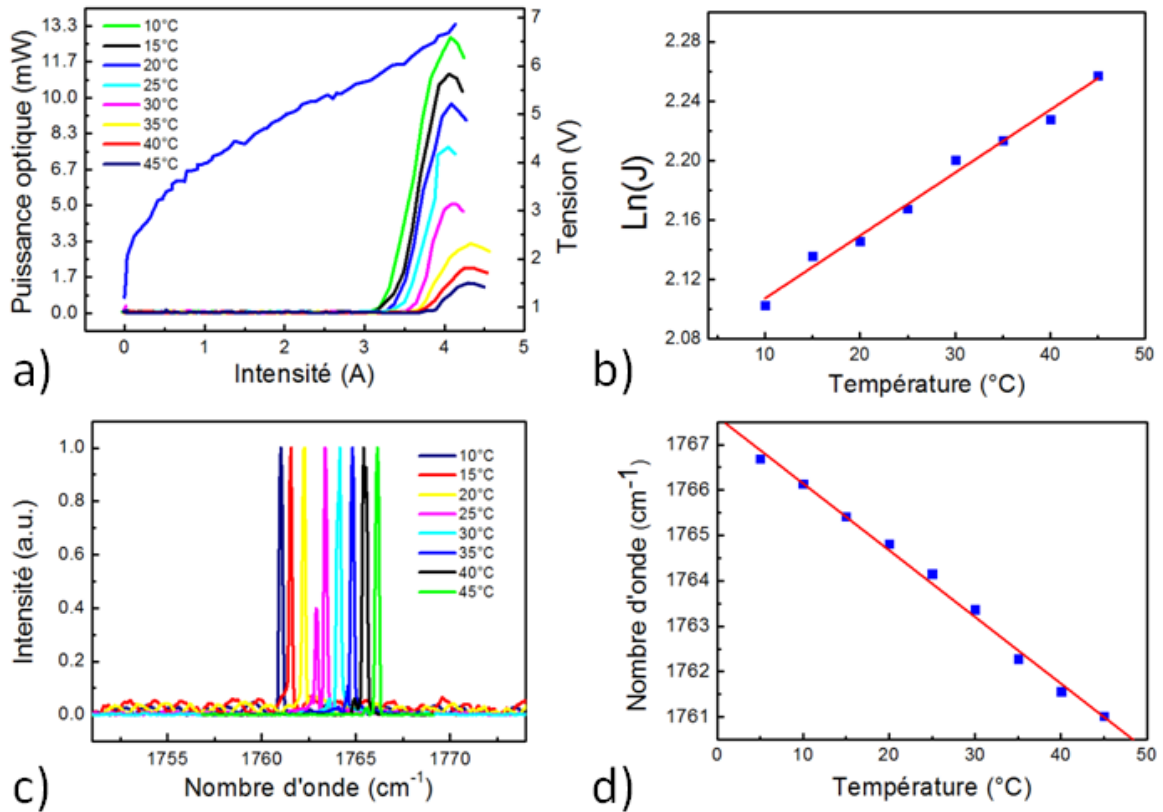 13.3
11.7
10.0
8.3
6.7
5.0
3.3
1.7
0.0
Puissance optique (mW)
10°C
15°C
20°C
25°C
30°C
35°C
40°C
45°C
7
6
5
4
3
2
1
Tension (V)
0 1 2 3 4 5
Intensité (A)
a)
2.28
2.24
2.20
2.16
2.12
2.08
Ln(J)
10 20 30 40 50
Température (°C)
b)
1.0
0.8
0.6
0.4
0.2
0.0
Intensité (a.u.)
10°C
15°C
20°C
25°C
30°C
35°C
40°C
45°C
1755 1760 1765 1770
Nombre d'onde (cm⁻¹)
c)
1767
1766
1765
1764
1763
1762
1761
Nombre d'onde (cm⁻¹)
0 10 20 30 40 50
Température (°C)
d)